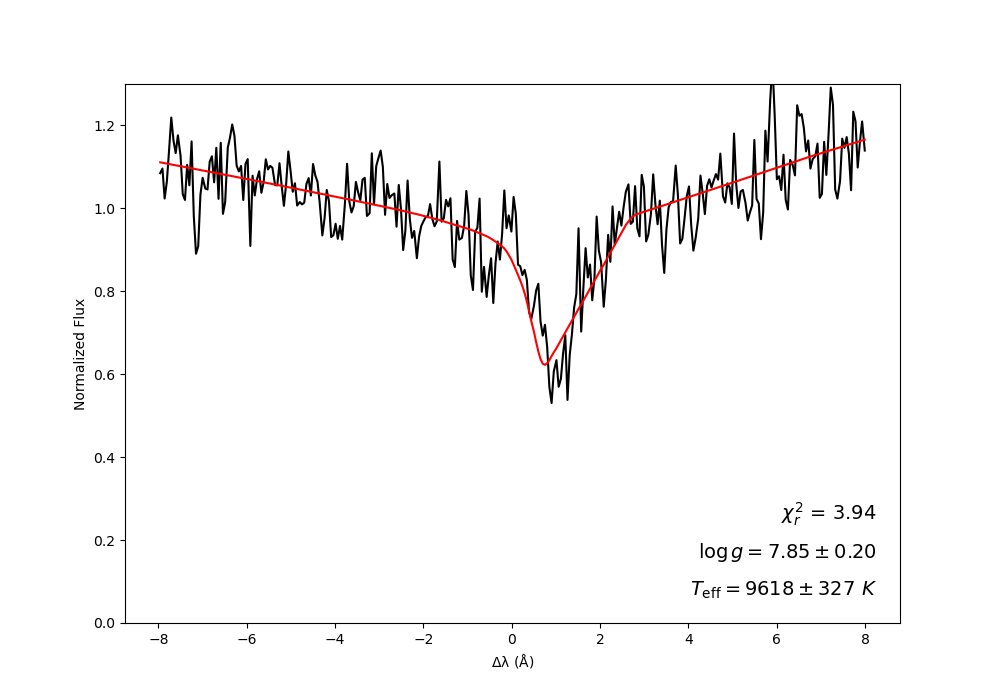 1.2
1.0
0.8
0.6
0.4
0.2
0.0
Normalized Flux
χ²ᵣ = 3.94
log g = 7.85 ± 0.20
T_eff = 9618 ± 327 K
−8 −6 −4 −2 0 2 4 6 8
Δλ (Å)